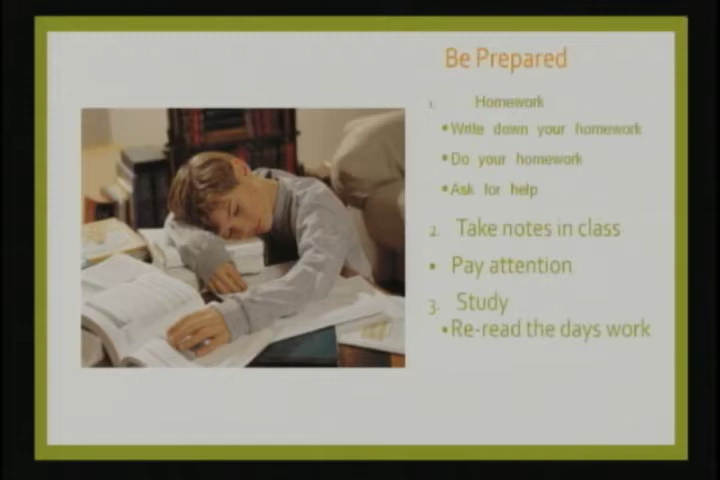 Be Prepared
1. Homework
• Write down your homework
• Do your homework
• Ask for help
2. Take notes in class
• Pay attention
3. Study
• Re-read the days work